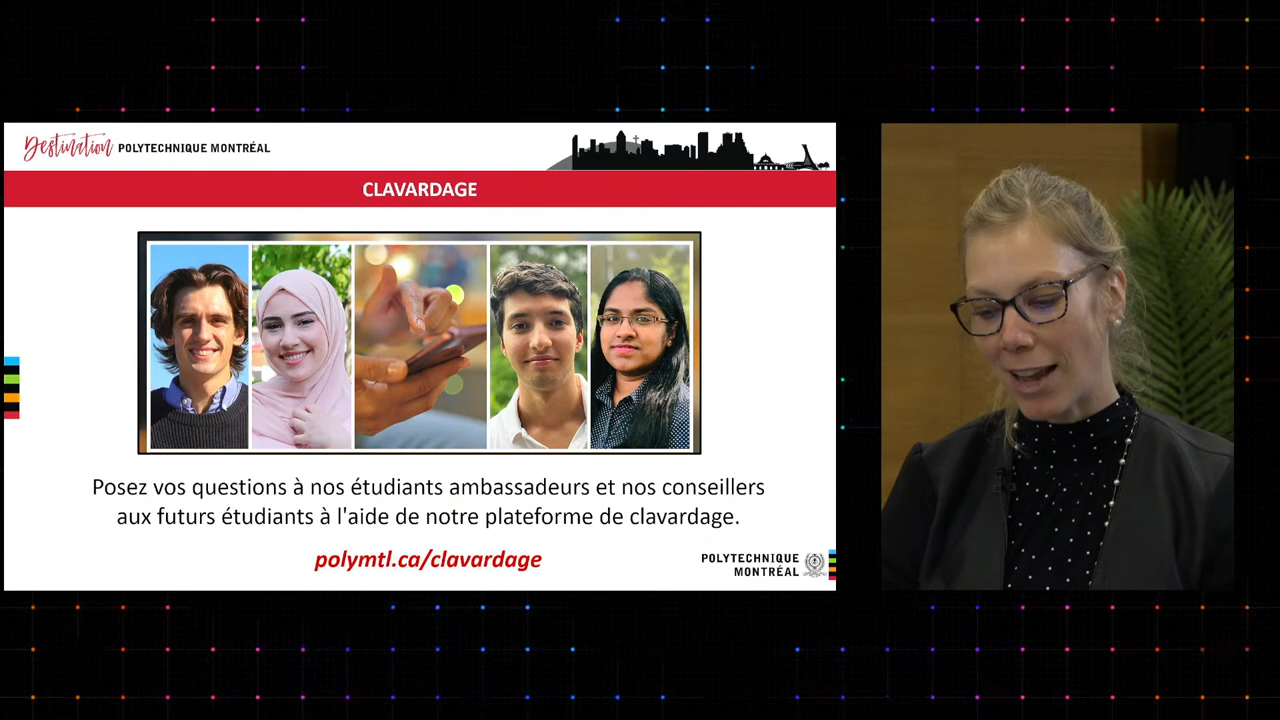 Destination POLYTECHNIQUE MONTRÉAL
CLAVARDAGE
Posez vos questions à nos étudiants ambassadeurs et nos conseillers
aux futurs étudiants à l'aide de notre plateforme de clavardage.
polymtl.ca/clavardage
POLYTECHNIQUE
MONTRÉAL